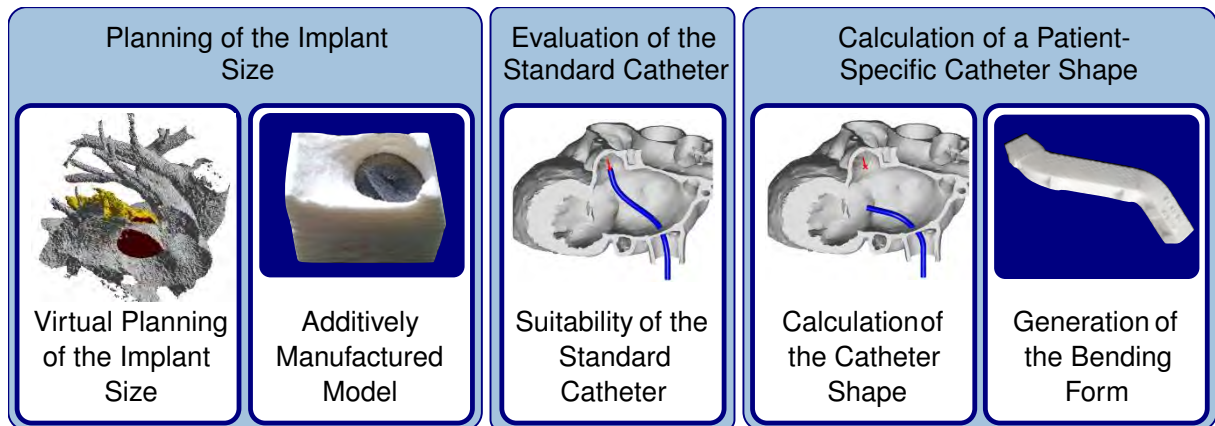 Planning of the Implant
Size
Evaluation of the
Standard Catheter
Calculation of a Patient-
Specific Catheter Shape
Virtual Planning
of the Implant
Size
Additively
Manufactured
Model
Suitability of the
Standard
Catheter
Calculation of
the Catheter
Shape
Generation of
the Bending
Form